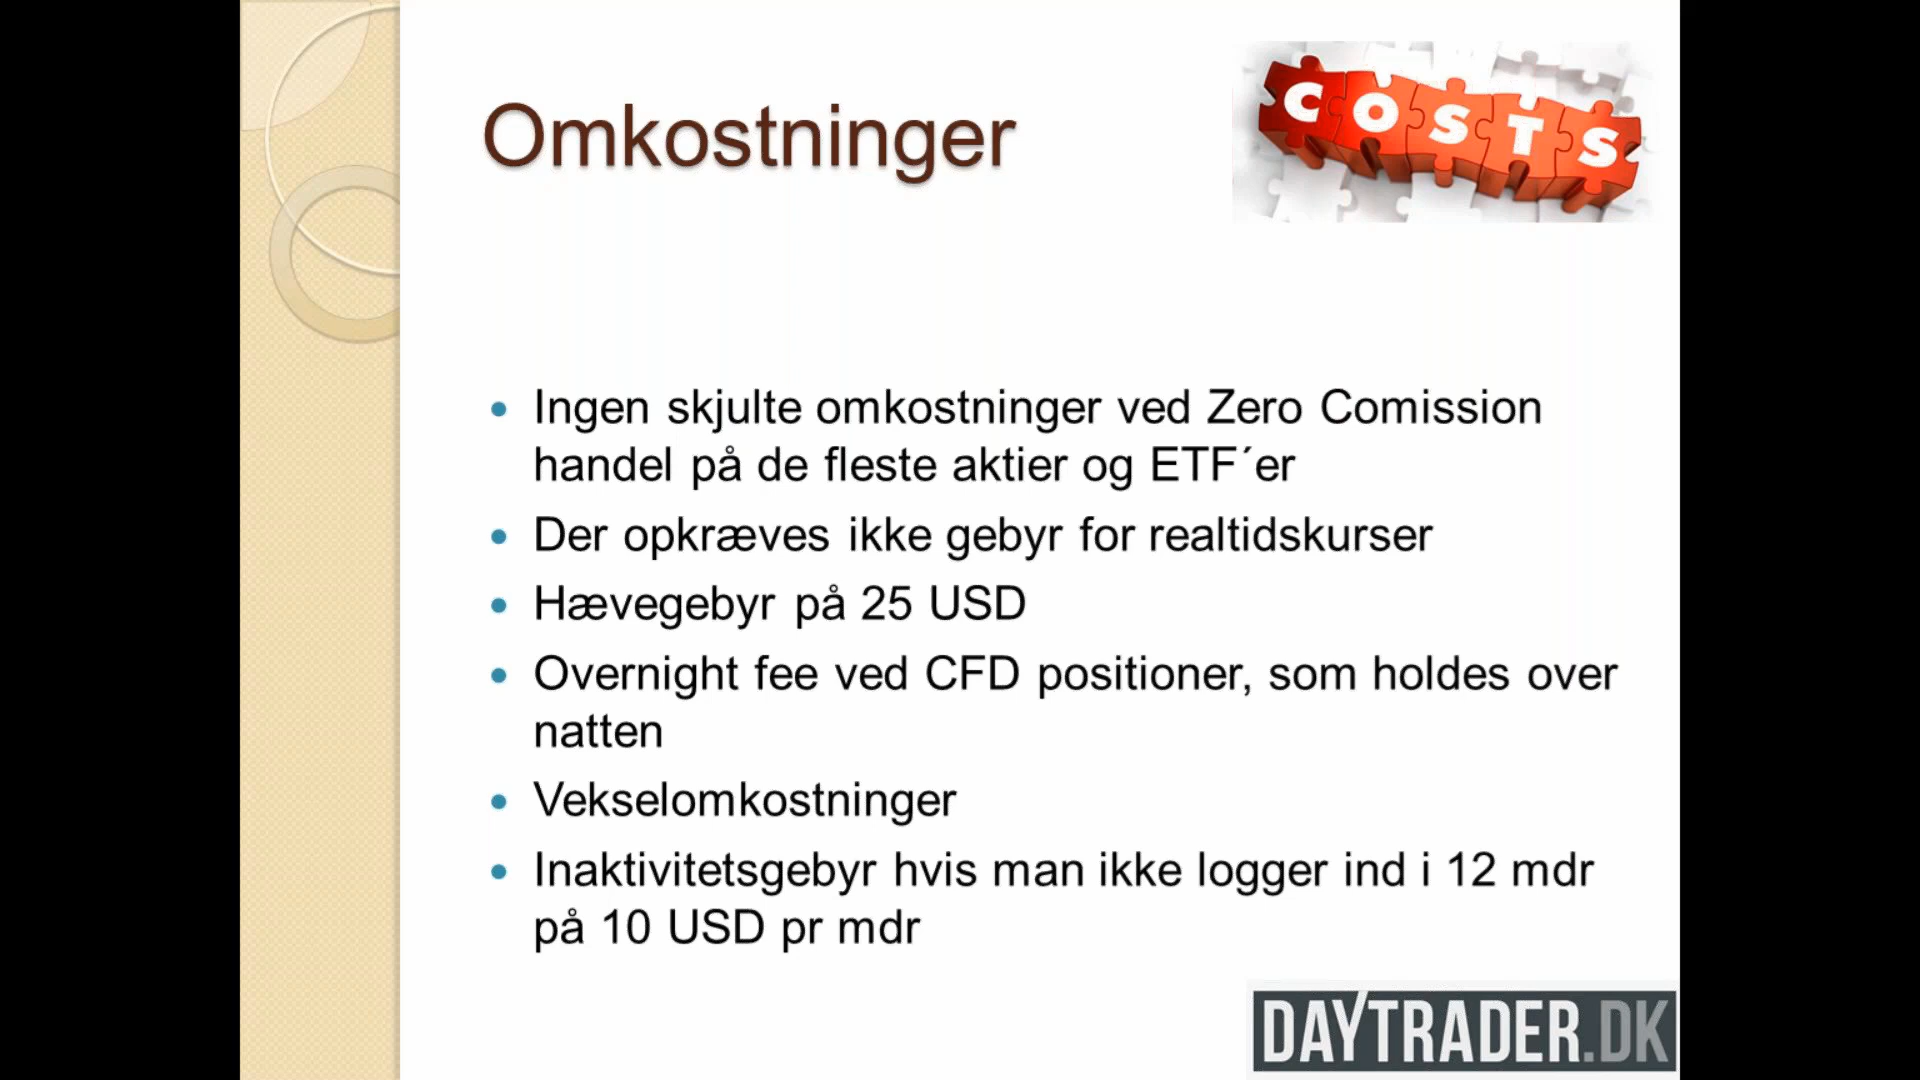 Omkostninger
COSTS
Ingen skjulte omkostninger ved Zero Comission
handel på de fleste aktier og ETF´er
Der opkræves ikke gebyr for realtidskurser
Hævegebyr på 25 USD
Overnight fee ved CFD positioner, som holdes over
natten
Vekselomkostninger
Inaktivitetsgebyr hvis man ikke logger ind i 12 mdr
på 10 USD pr mdr
DAYTRADER.DK